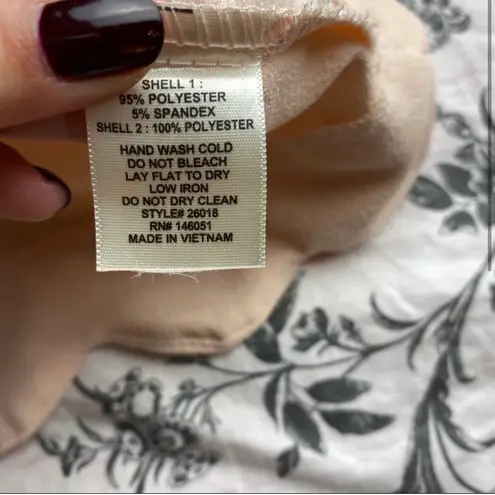 SHELL 1 :
95% POLYESTER
5% SPANDEX
SHELL 2 : 100% POLYESTER
HAND WASH COLD
DO NOT BLEACH
LAY FLAT TO DRY
LOW IRON
DO NOT DRY CLEAN
STYLE# 26018
RN# 146051
MADE IN VIETNAM